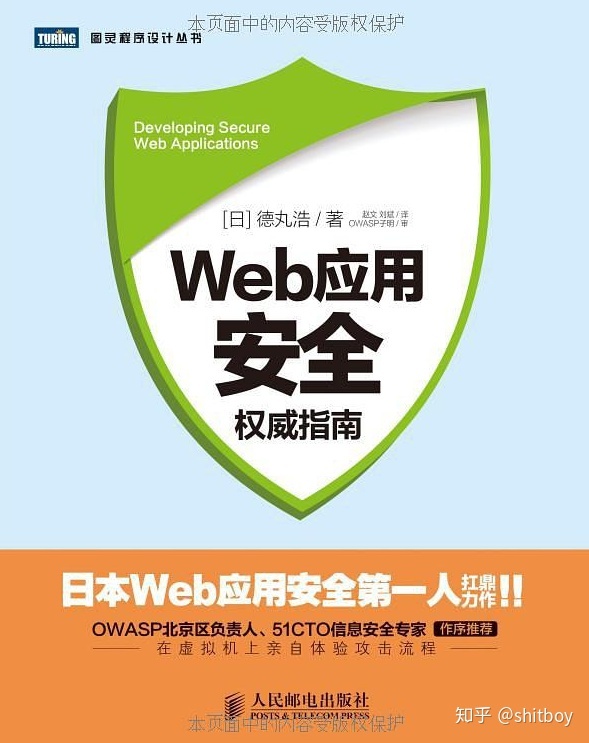 本页面中的内容受版权保护
TURING 图灵程序设计丛书
Developing Secure
Web Applications
[日] 德丸浩 / 著
赵文 刘斌 / 译
OWASP子明 / 审
Web应用
安全
权威指南
日本Web应用安全第一人扛鼎力作!!
OWASP北京区负责人、51CTO信息安全专家 作序推荐
在虚拟机上亲自体验攻击流程
人民邮电出版社
POSTS & TELECOM PRESS
本页面中的内容受版权保护
知乎 @shitboy